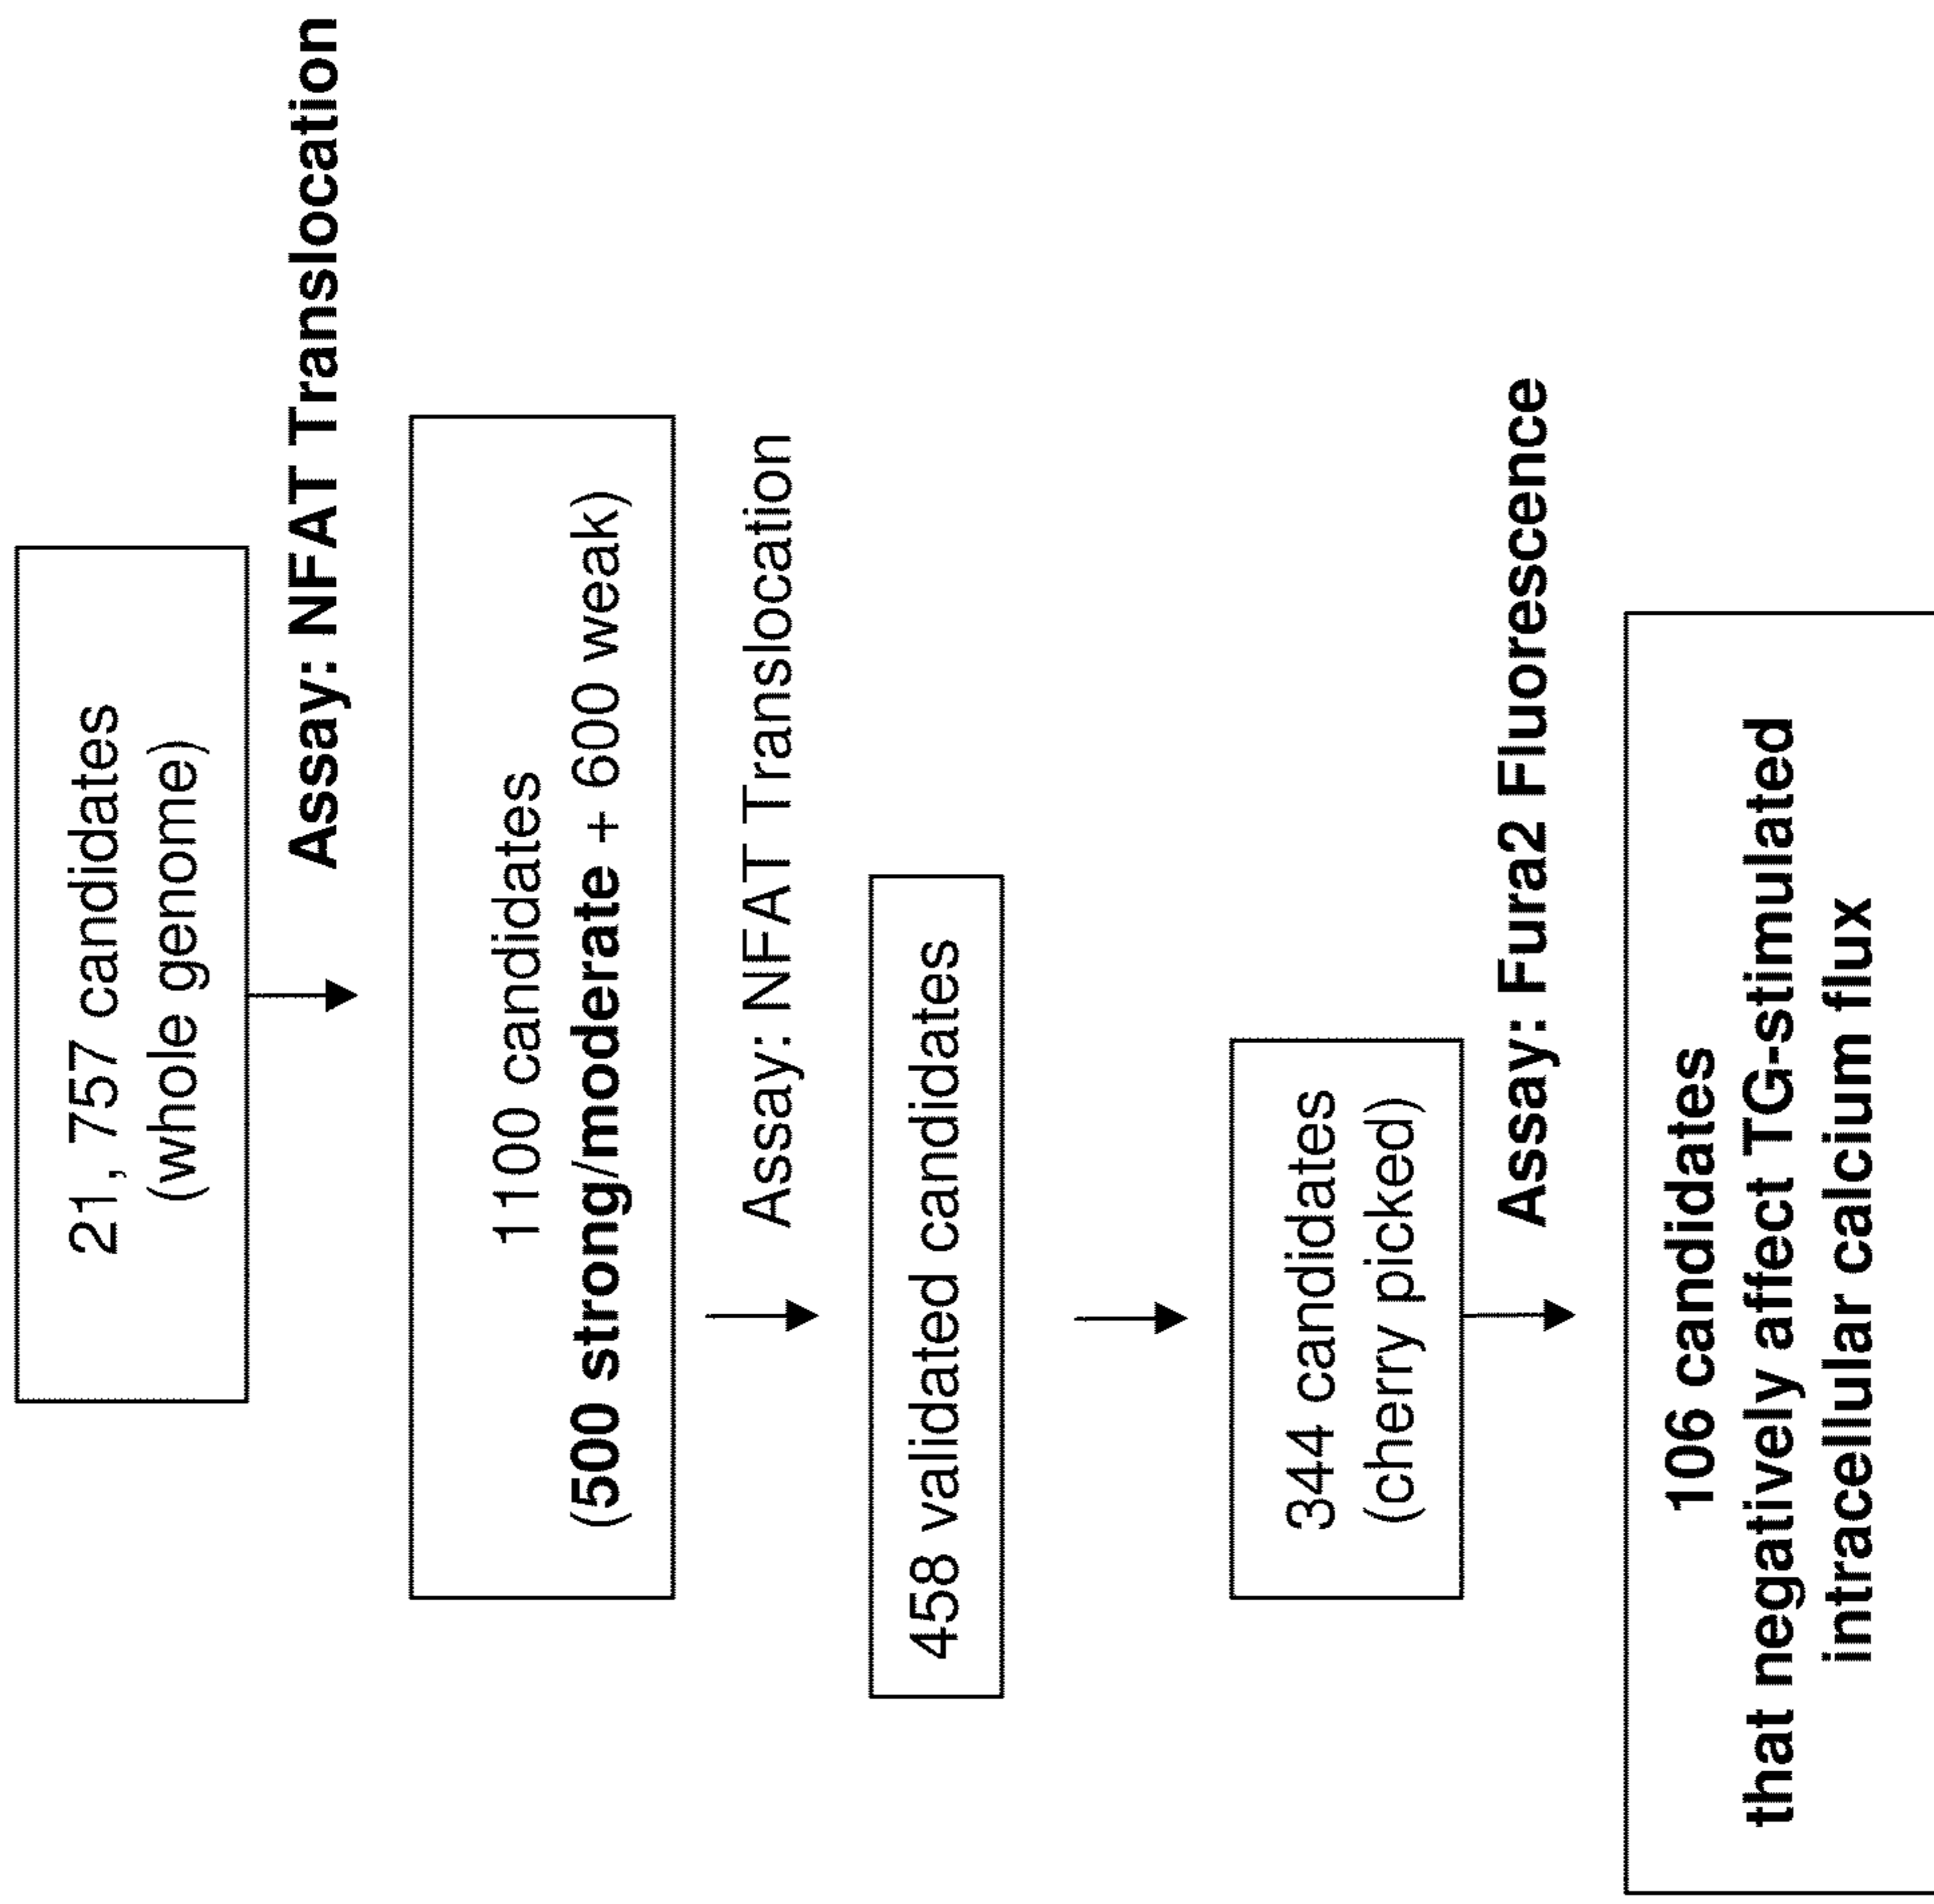 21, 757 candidates
(whole genome)
Assay: NFAT Translocation
1100 candidates
(500 strong/moderate + 600 weak)
Assay: NFAT Translocation
458 validated candidates
344 candidates
(cherry picked)
Assay: Fura2 Fluorescence
106 candidates
that negatively affect TG-stimulated
intracellular calcium flux